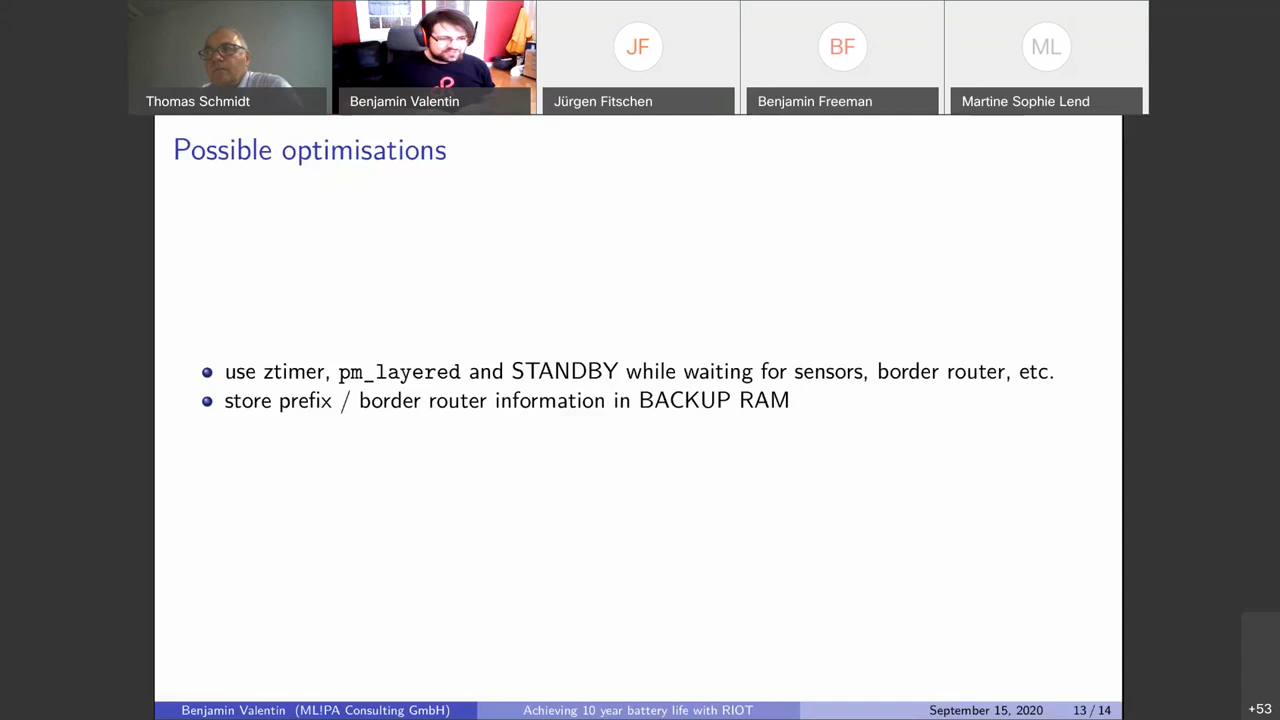 JF
BF
ML
Thomas Schmidt
Benjamin Valentin
Jürgen Fitschen
Benjamin Freeman
Martine Sophie Lend
Possible optimisations
use ztimer, pm_layered and STANDBY while waiting for sensors, border router, etc.
store prefix / border router information in BACKUP RAM
Benjamin Valentin (ML!PA Consulting GmbH)
Achieving 10 year battery life with RIOT
September 15, 2020
13 / 14
+53